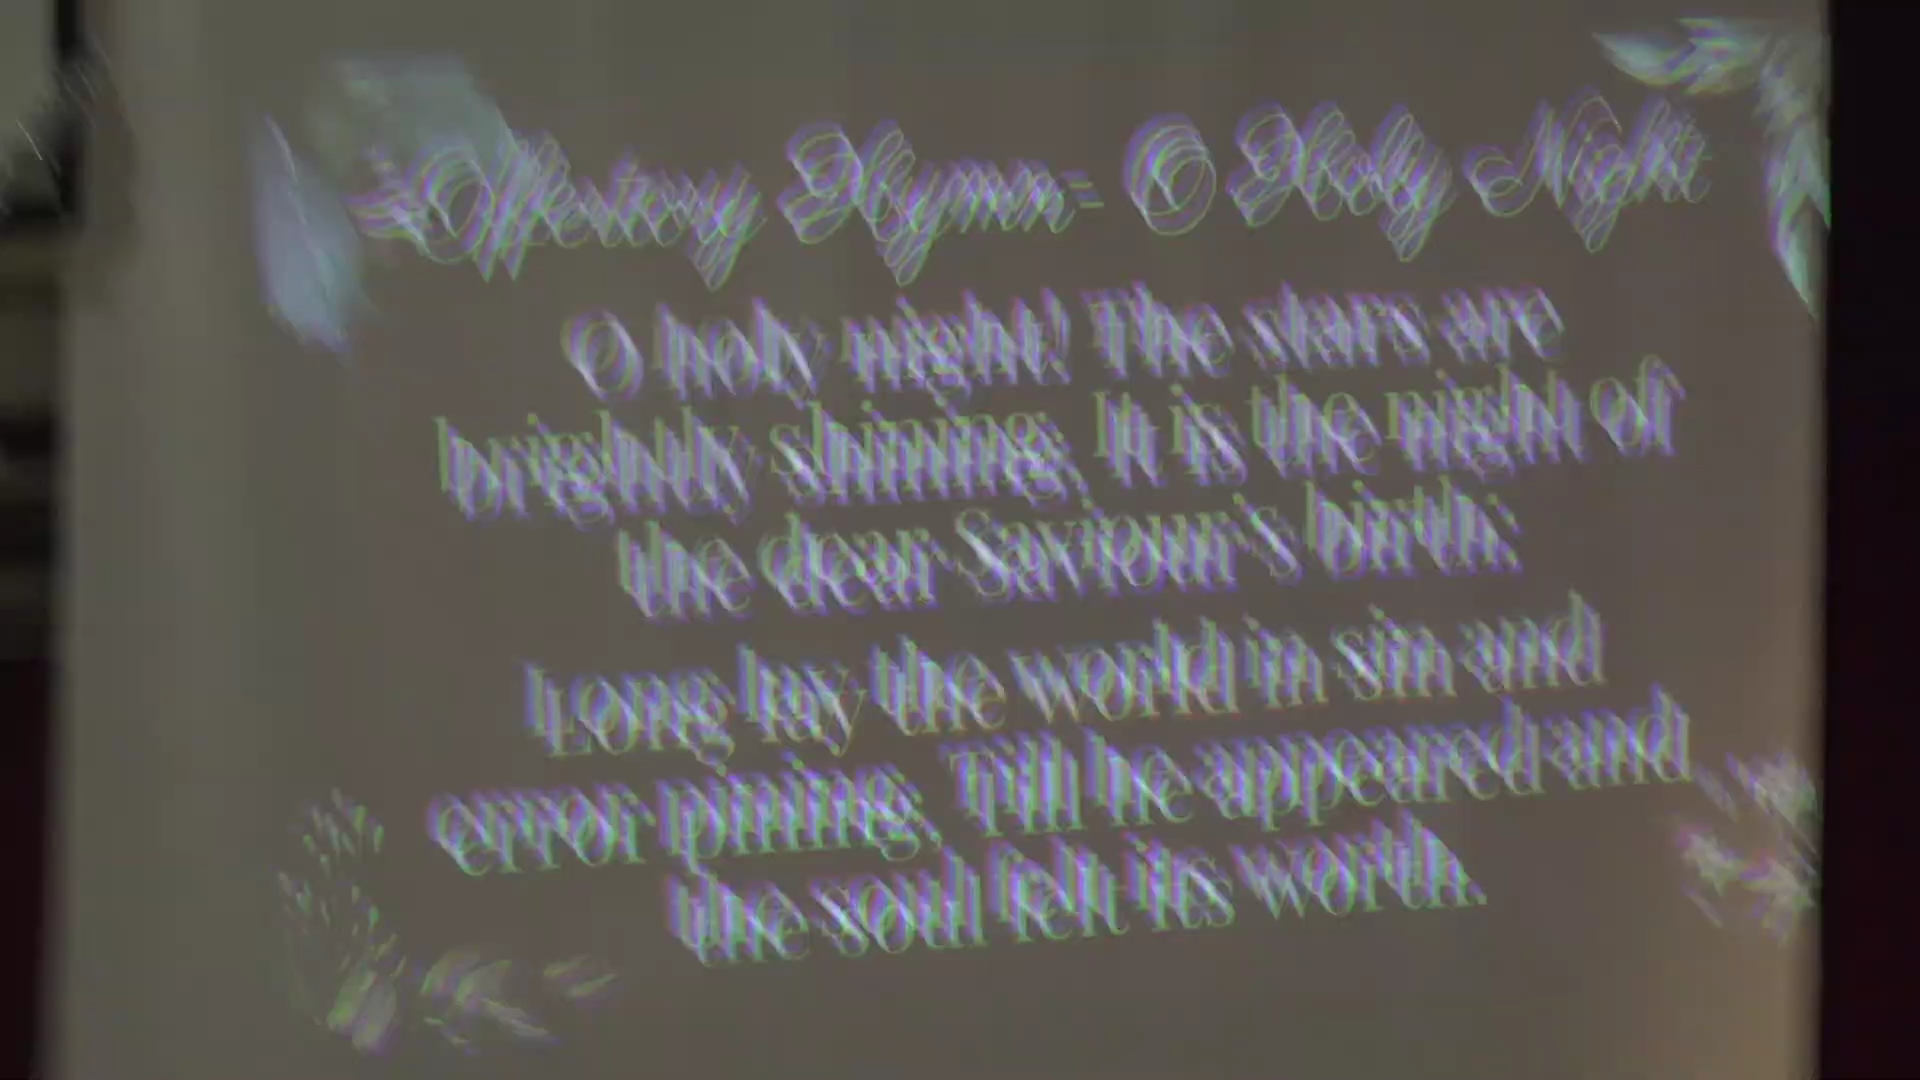 Offertory Hymn= O Holy Night
O holy night! The stars are
brightly shining; It is the night of
the dear Saviour's birth.
Long lay the world in sin and
error pining, Till he appeared and
the soul felt its worth.